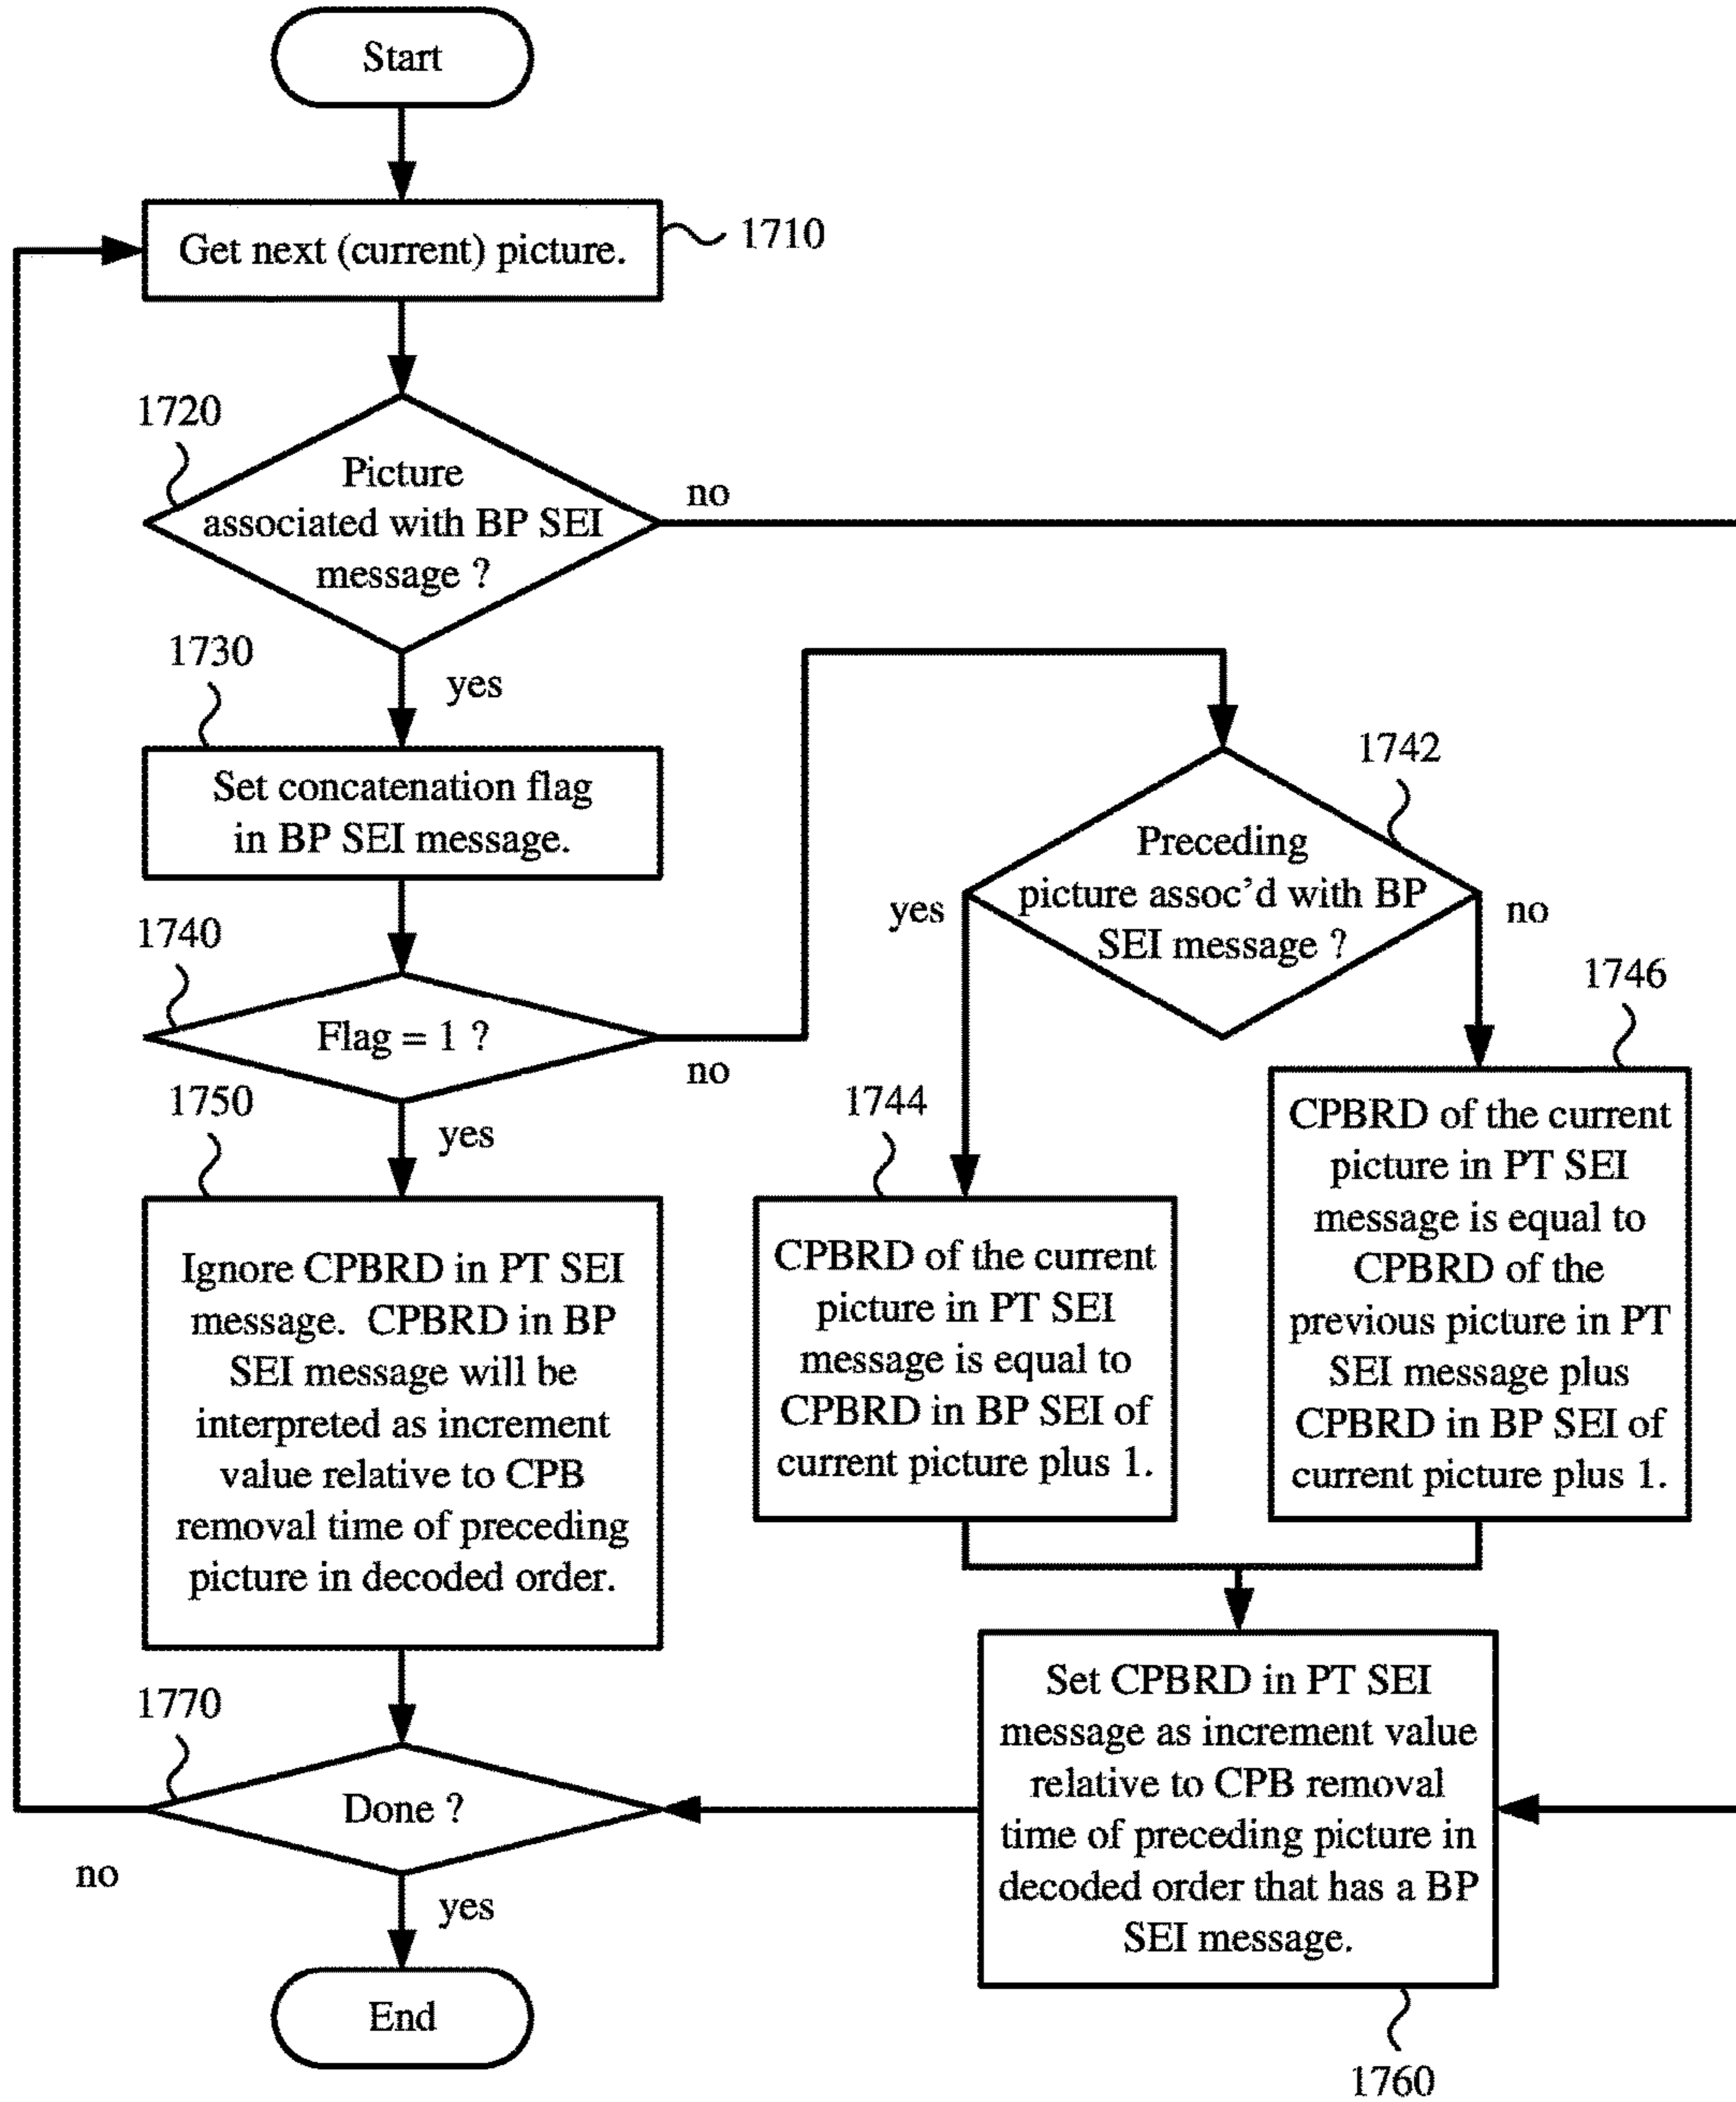 Start
Get next (current) picture.
1710
1720
Picture
associated with BP SEI
message ?
no
1730
yes
Set concatenation flag
in BP SEI message.
1742
Preceding
picture assoc'd with BP
SEI message ?
yes
no
1740
Flag = 1 ?
no
1746
CPBRD of the current
picture in PT SEI
message is equal to
CPBRD of the
previous picture in PT
SEI message plus
CPBRD in BP SEI of
current picture plus 1.
1744
CPBRD of the current
picture in PT SEI
message is equal to
CPBRD in BP SEI of
current picture plus 1.
1750
yes
Ignore CPBRD in PT SEI
message. CPBRD in BP
SEI message will be
interpreted as increment
value relative to CPB
removal time of preceding
picture in decoded order.
Set CPBRD in PT SEI
message as increment value
relative to CPB removal
time of preceding picture in
decoded order that has a BP
SEI message.
1760
1770
Done ?
no
yes
End